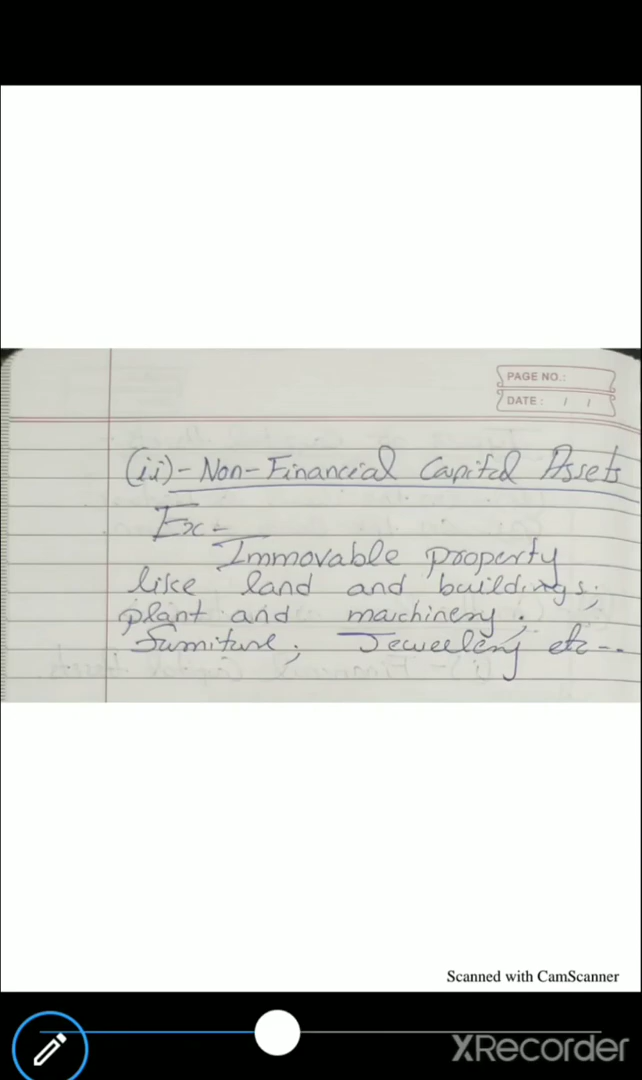 PAGE NO.:
DATE: / /
(ii)- Non-Financial Capital Assets
Ex-
Immovable property
like land and buildings;
plant and machinery;
furniture; Jewellery etc--.
Scanned with CamScanner
XRecorder